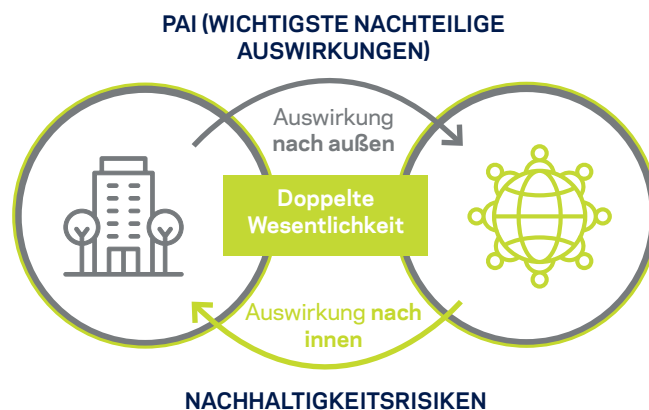 PAI (WICHTIGSTE NACHTEILIGE
AUSWIRKUNGEN)
Auswirkung
nach außen
Doppelte
Wesentlichkeit
Auswirkung nach
innen
NACHHALTIGKEITSRISIKEN